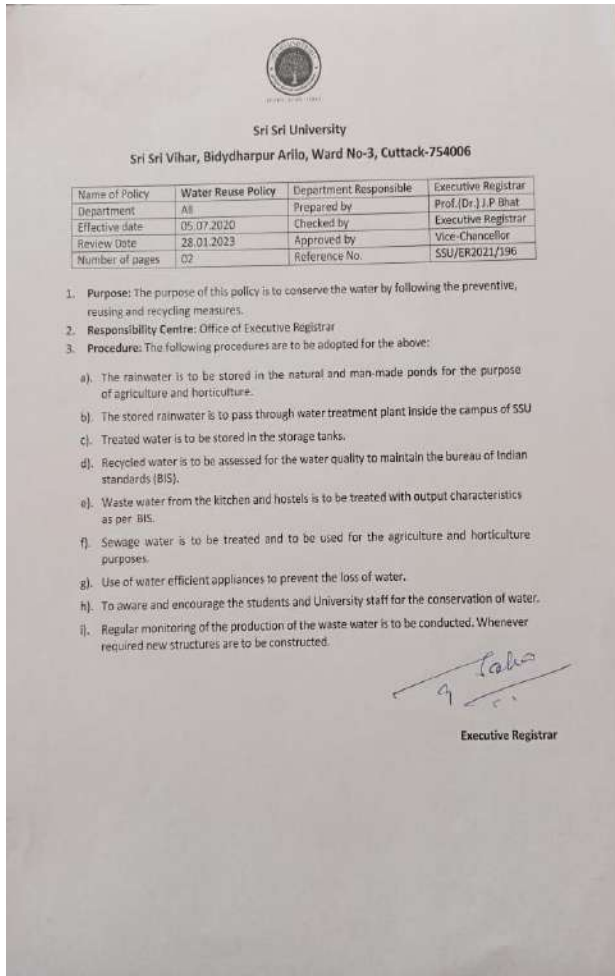 Sri Sri University
Sri Sri Vihar, Bidydharpur Arilo, Ward No-3, Cuttack-754006
Name of Policy Water Reuse Policy Department Responsible Executive Registrar
Department All Prepared by Prof.(Dr.) J.P Bhat
Effective date 05.07.2020 Checked by Executive Registrar
Review Date 28.01.2023 Approved by Vice-Chancellor
Number of pages 02 Reference No. SSU/ER2021/196
1. Purpose: The purpose of this policy is to conserve the water by following the preventive,
reusing and recycling measures.
2. Responsibility Centre: Office of Executive Registrar
3. Procedure: The following procedures are to be adopted for the above:
a). The rainwater is to be stored in the natural and man-made ponds for the purpose
of agriculture and horticulture.
b). The stored rainwater is to pass through water treatment plant inside the campus of SSU
c). Treated water is to be stored in the storage tanks.
d). Recycled water is to be assessed for the water quality to maintain the bureau of Indian
standards (BIS).
e). Waste water from the kitchen and hostels is to be treated with output characteristics
as per BIS.
f). Sewage water is to be treated and to be used for the agriculture and horticulture
purposes.
g). Use of water efficient appliances to prevent the loss of water.
h). To aware and encourage the students and University staff for the conservation of water.
i). Regular monitoring of the production of the waste water is to be conducted. Whenever
required new structures are to be constructed.
Executive Registrar